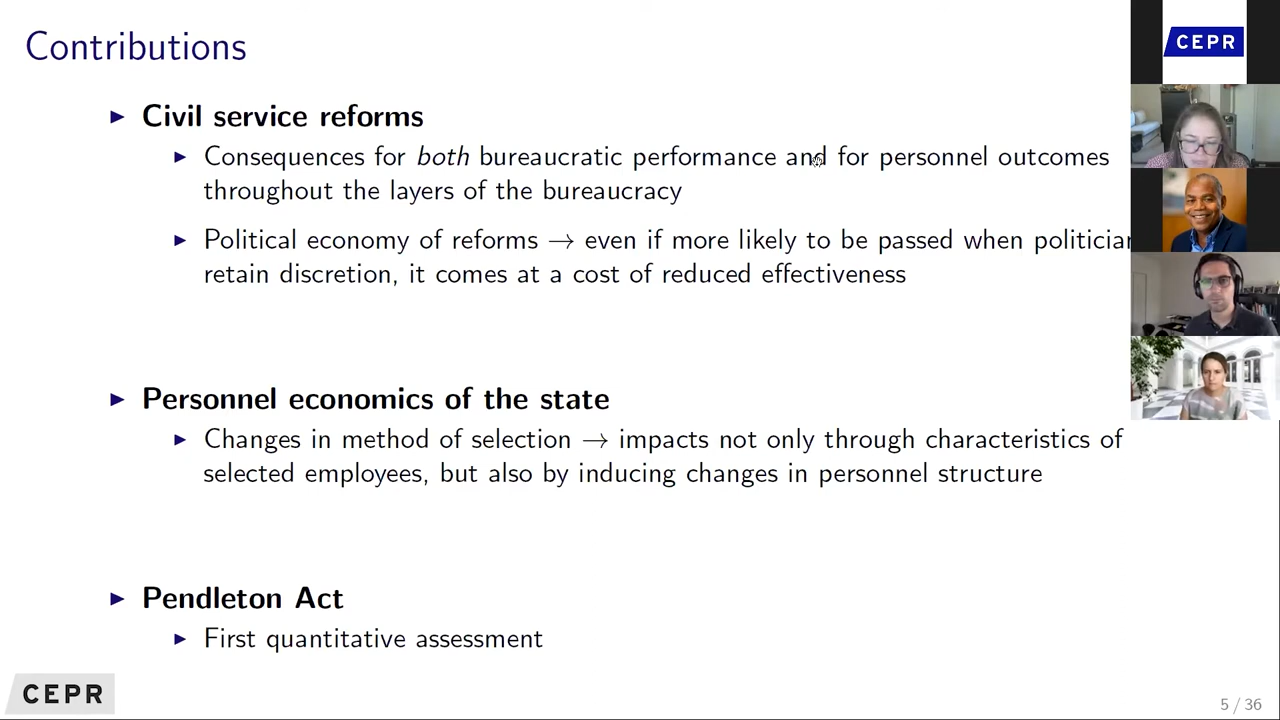 Contributions
CEPR
▶ Civil service reforms
▶ Consequences for both bureaucratic performance and for personnel outcomes
throughout the layers of the bureaucracy
▶ Political economy of reforms → even if more likely to be passed when
retain discretion, it comes at a cost of reduced effectiveness
▶ Personnel economics of the state
▶ Changes in method of selection → impacts not only through characteristics of
selected employees, but also by inducing changes in personnel structure
▶ Pendleton Act
▶ First quantitative assessment
CEPR
5 / 36